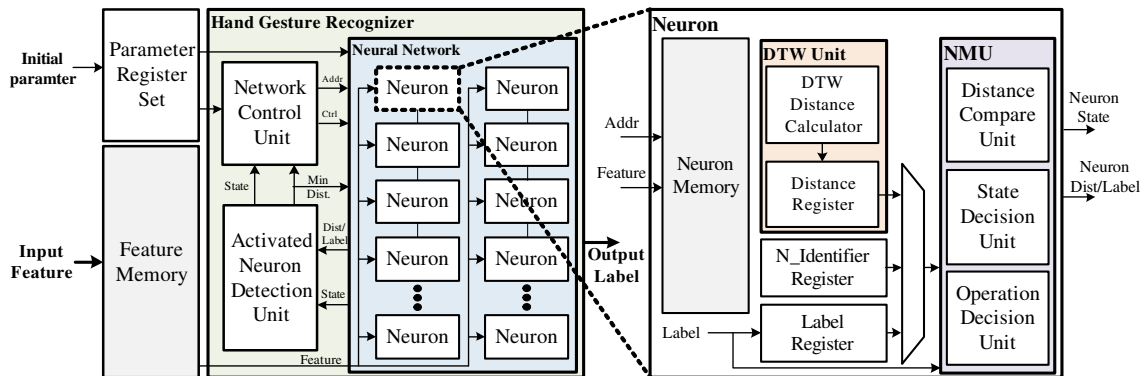 Hand Gesture Recognizer
Initial
paramter
Parameter
Register
Set
Input
Feature
Feature
Memory
Network
Control
Unit
Addr
Ctrl
State
Min
Dist.
Activated
Neuron
Detection
Unit
Dist/
Label
State
Feature
Neural Network
Neuron
Neuron
Neuron
Neuron
Neuron
Neuron
Neuron
Neuron
Neuron
Neuron
Output
Label
Neuron
Addr
Feature
Label
Neuron
Memory
DTW Unit
DTW
Distance
Calculator
Distance
Register
N_Identifier
Register
Label
Register
NMU
Distance
Compare
Unit
State
Decision
Unit
Operation
Decision
Unit
Neuron
State
Neuron
Dist/Label